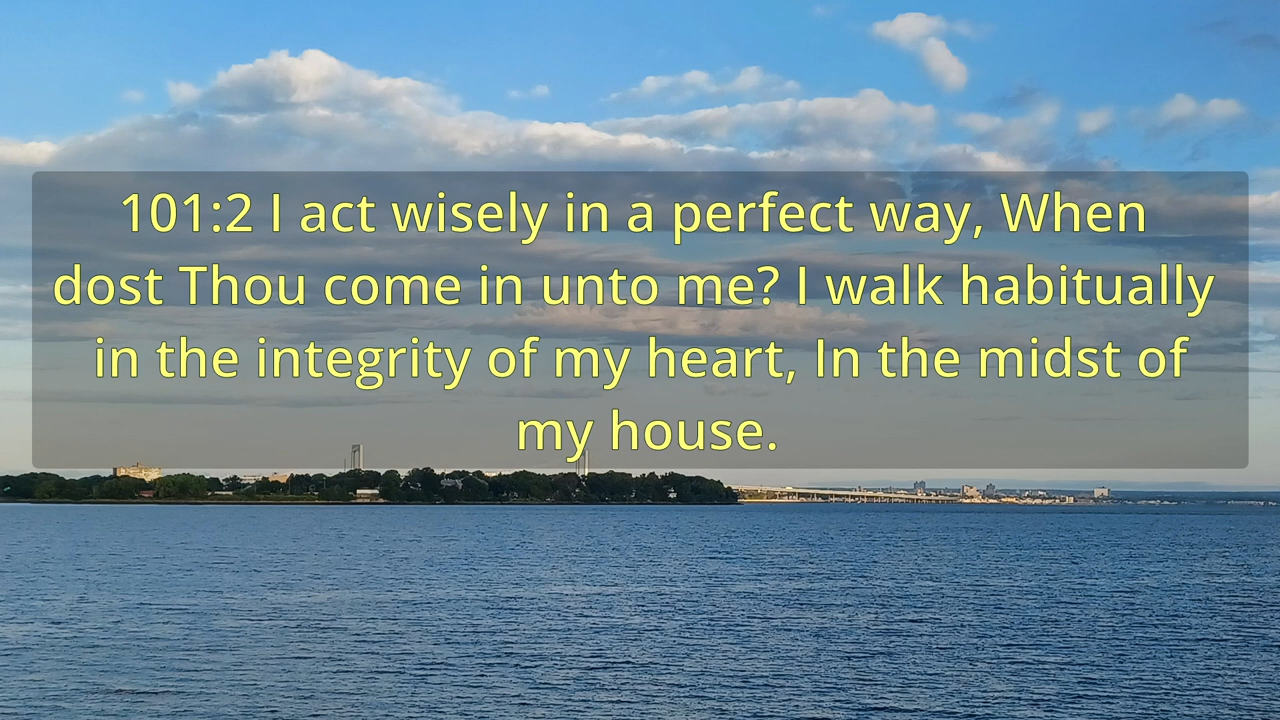 101:2 I act wisely in a perfect way, When
dost Thou come in unto me? I walk habitually
in the integrity of my heart, In the midst of
my house.